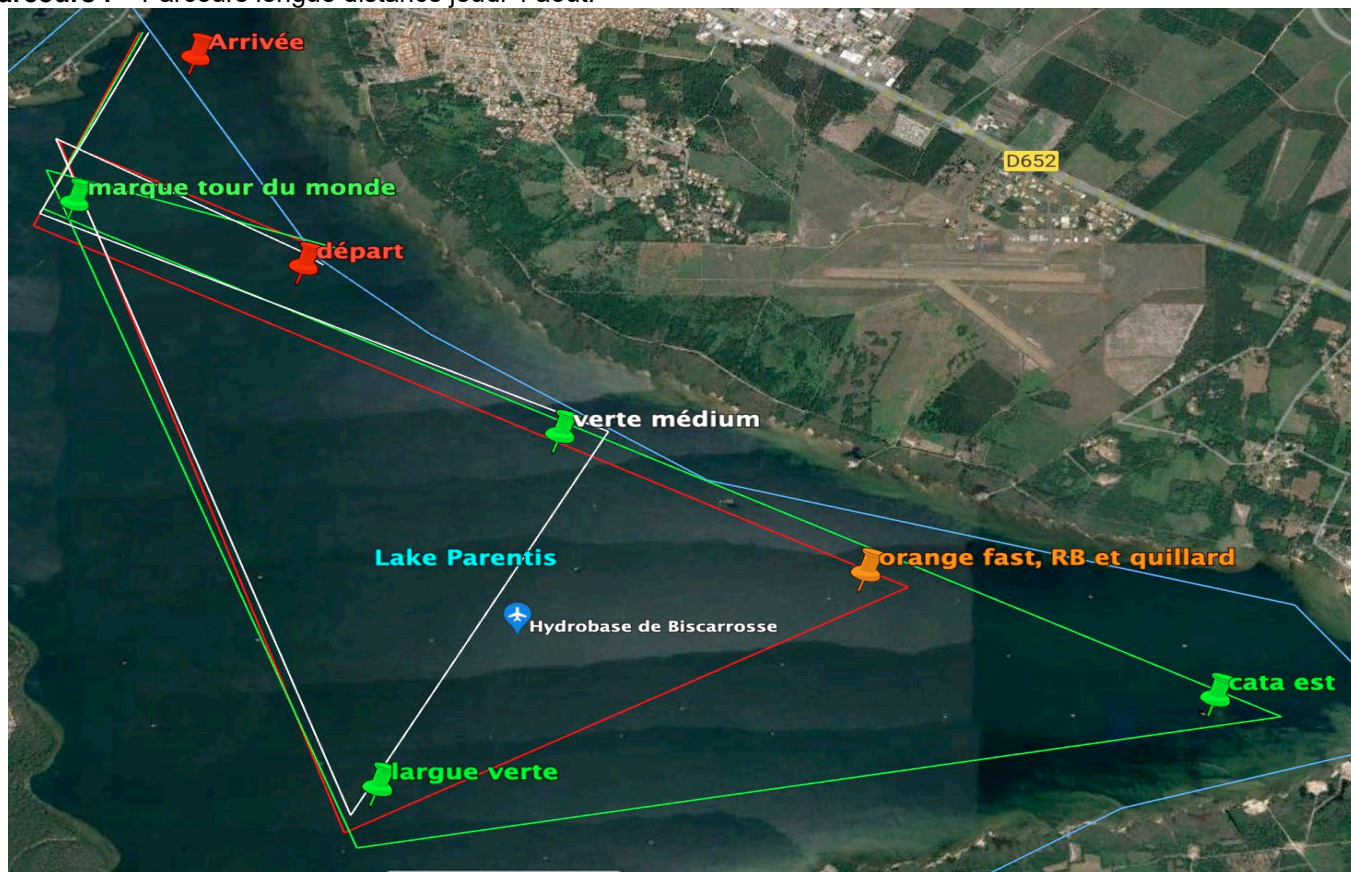 Parcours longue distance jeudi 4 août.
Arrivée
D652
marque tour du monde
départ
verte médium
Lake Parentis
orange fast, RB et quillard
Hydrobase de Biscarrosse
cata est
largue verte